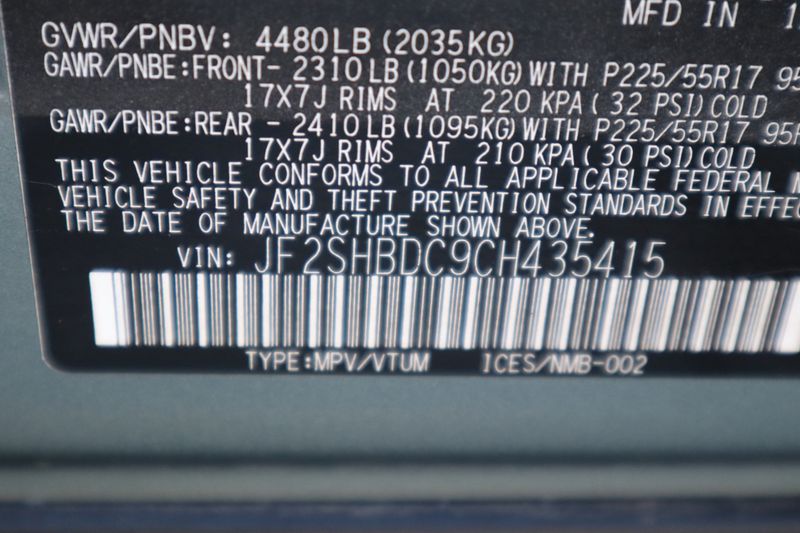 MFD IN
GVWR/PNBV: 4480LB (2035KG)
GAWR/PNBE:FRONT- 2310LB (1050KG) WITH P225/55R17 95
17X7J RIMS AT 220 KPA( 32 PSI) COLD
GAWR/PNBE:REAR - 2410LB (1095KG) WITH P225/55R17 95
17X7J RIMS AT 210 KPA( 30 PSI) COLD
THIS VEHICLE CONFORMS TO ALL APPLICABLE FEDERAL
VEHICLE SAFETY AND THEFT PREVENTION STANDARDS IN EFFEC
THE DATE OF MANUFACTURE SHOWN ABOVE.
VIN: JF2SHBDC9CH435415
TYPE:MPV/VTUM ICES/NMB-002